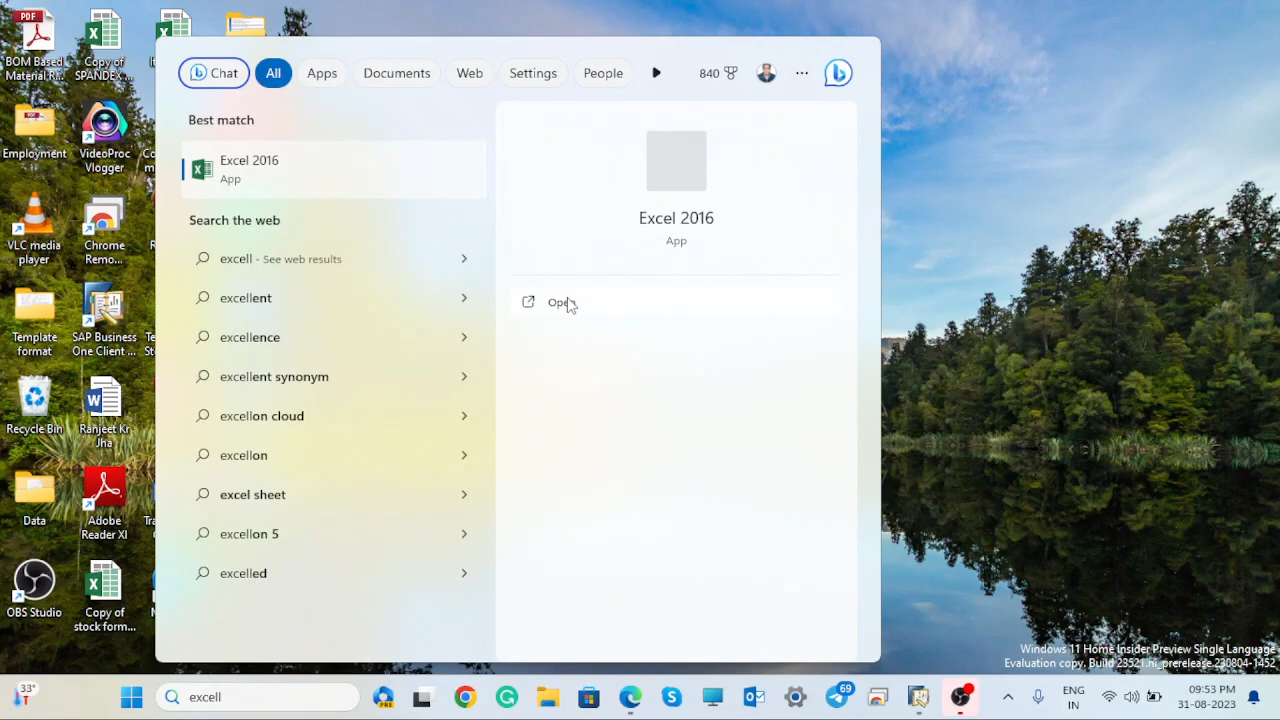 PDF
BOM Based
Material R...
Copy of
SPANDEX ...
Employment
VideoProc
Vlogger
VLC media
player
Chrome
Remo...
Template
format
SAP Business
One Client ...
Recycle Bin
Ranjeet Kr
Jha
Data
Adobe
Reader XI
OBS Studio
Copy of
stock form...
Chat
All
Apps
Documents
Web
Settings
People
840
Best match
Excel 2016
App
Search the web
excell - See web results
excellent
excellence
excellent synonym
excellon cloud
excellon
excel sheet
excellon 5
excelled
Excel 2016
App
Open
Windows 11 Home Insider Preview Single Language
Evaluation copy. Build 23521.ni_prerelease.230804-1452
33°
excell
PRE
69
ENG
IN
09:53 PM
31-08-2023